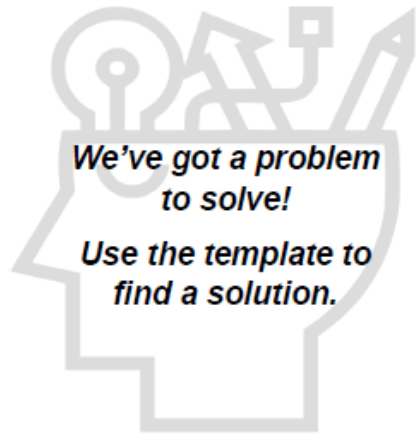 We've got a problem
to solve!
Use the template to
find a solution.